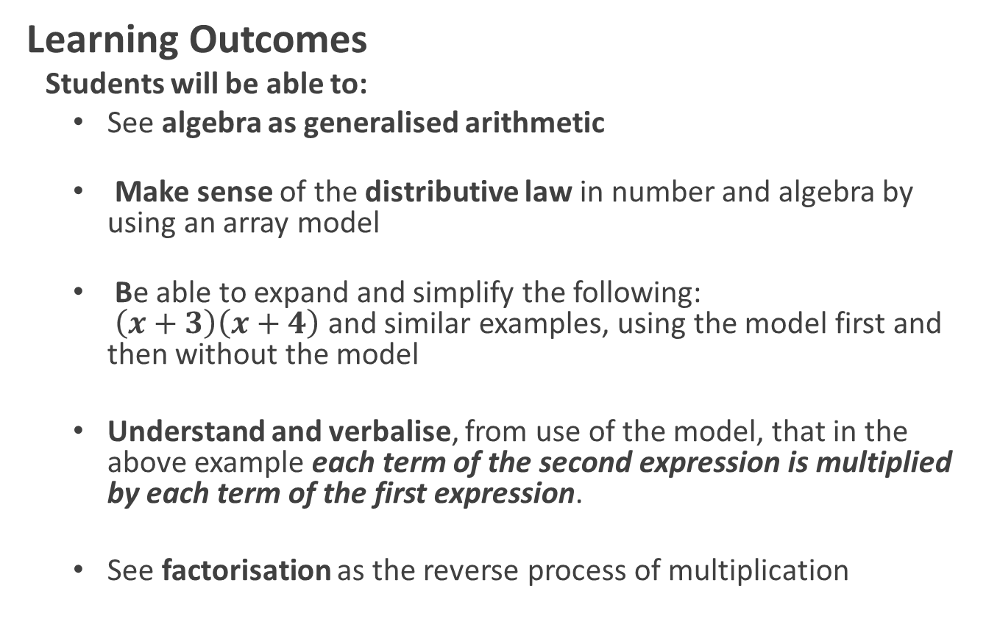 Learning Outcomes
Students will be able to:
• See algebra as generalised arithmetic
• Make sense of the distributive law in number and algebra by
using an array model
• Be able to expand and simplify the following:
(𝒙 + 𝟑)(𝒙 + 𝟒) and similar examples, using the model first and
then without the model
• Understand and verbalise, from use of the model, that in the
above example each term of the second expression is multiplied
by each term of the first expression.
• See factorisation as the reverse process of multiplication